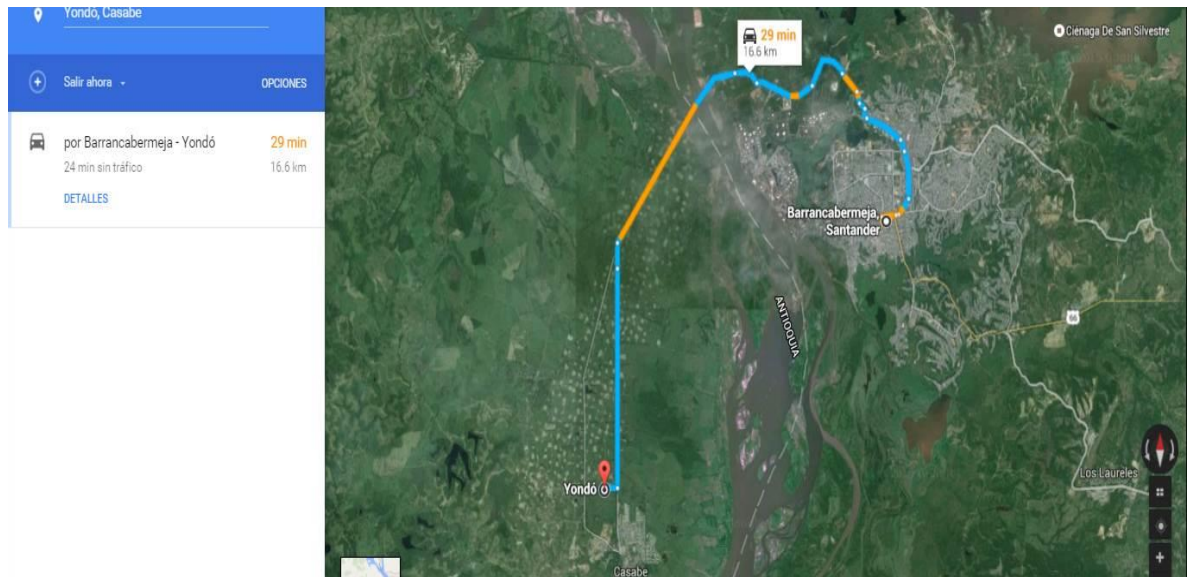 Yondó, Casabe
Salir ahora
OPCIONES
por Barrancabermeja - Yondó
29 min
24 min sin tráfico
16.6 km
DETALLES
29 min
16.6 km
Ciénaga De San Silvestre
Barrancabermeja,
Santander
ANTIOQUIA
66
Los Laureles
Yondó
Casabe